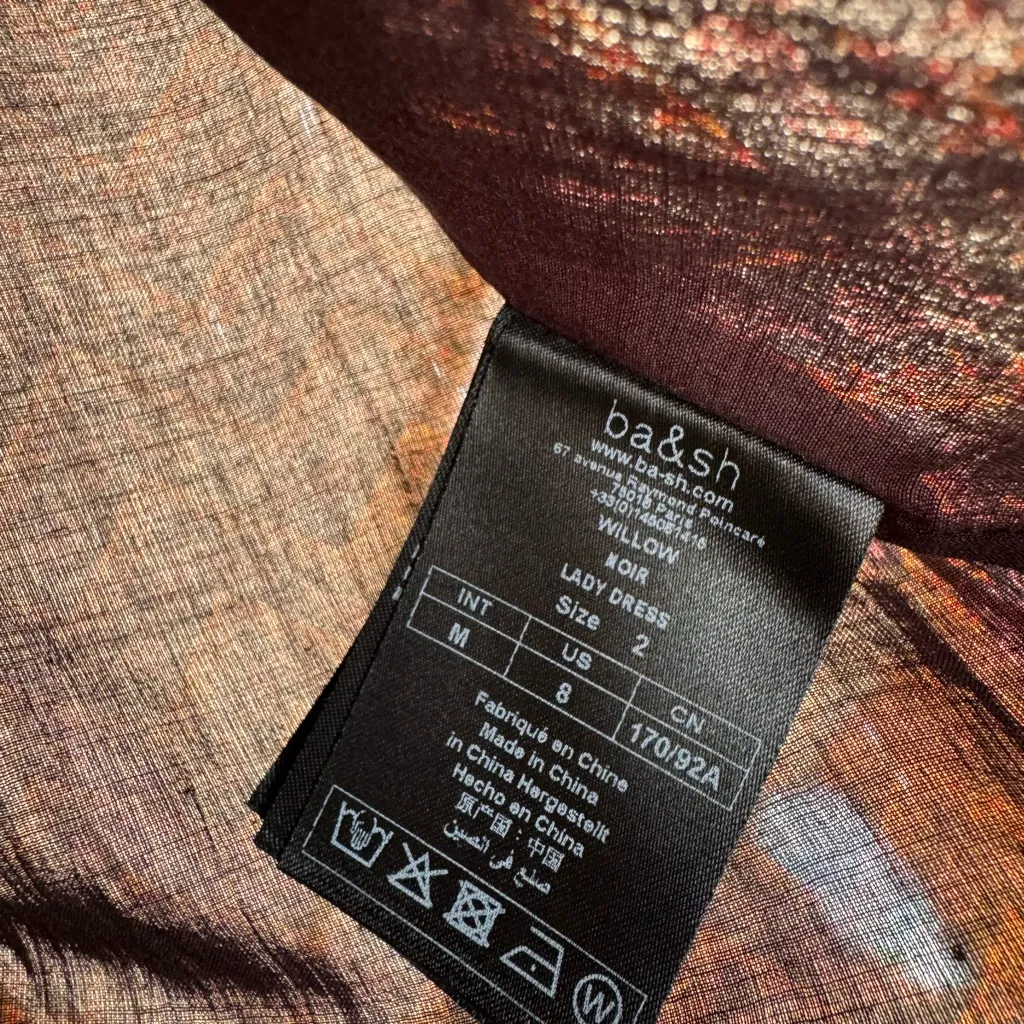 ba&sh
www.ba-sh.com
67 avenue Raymond Poincaré
75016 Paris
WILLOW
NOIR
LADY DRESS
Size 2
INT US CN
M 8 170/92A
Fabriqué en Chine
Made in China
in China Hergestellt
Hecho en China
原产国：中国
صنع في الصين
W